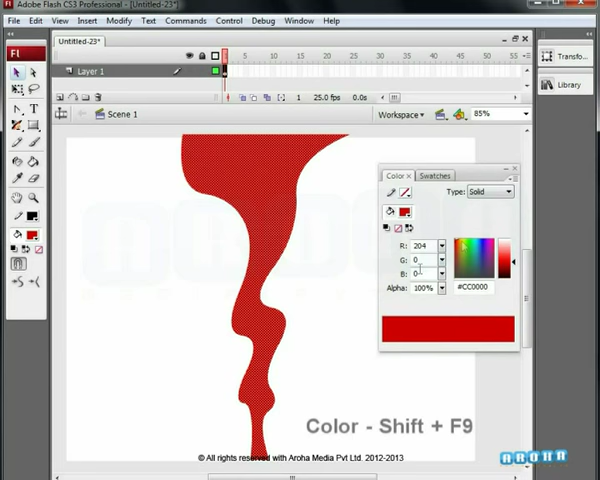 Adobe Flash CS3 Professional - [Untitled-23*]
File Edit View Insert Modify Text Commands Control Debug Window Help
Untitled-23*
5 10 15 20 25 30 35 40 45 50 55
Layer 1
1 25.0 fps 0.0s
Scene 1
Workspace
85%
Fl
T
Transfo...
Library
Color
Swatches
Type: Solid
R: 204
G: 0
B: 0
Alpha: 100%
#CC0000
Color - Shift + F9
© All rights reserved with Aroha Media Pvt Ltd. 2012-2013
AROHA